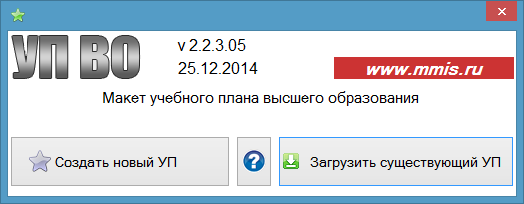 УП ВО
v 2.2.3.05
25.12.2014
www.mmis.ru
Макет учебного плана высшего образования
Создать новый УП
?
Загрузить существующий УП